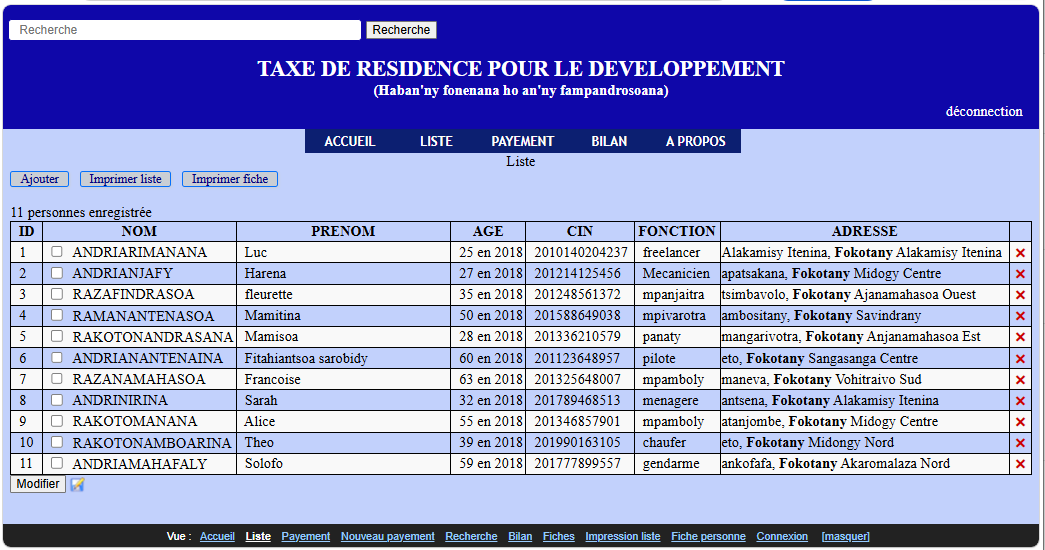 Recherche Recherche
TAXE DE RESIDENCE POUR LE DEVELOPPEMENT
(Haban'ny fonenana ho an'ny fampandrosoana)
déconnection
ACCUEIL LISTE PAYEMENT BILAN A PROPOS
Liste
Ajouter Imprimer liste Imprimer fiche
11 personnes enregistrée
ID NOM PRENOM AGE CIN FONCTION ADRESSE
1 ANDRIARIMANANA Luc 25 en 2018 2010140204237 freelancer Alakamisy Itenina, Fokotany Alakamisy Itenina
2 ANDRIANJAFY Harena 27 en 2018 201214125456 Mecanicien apatsakana, Fokotany Midogy Centre
3 RAZAFINDRASOA fleurette 35 en 2018 201248561372 mpanjaitra tsimbavolo, Fokotany Ajanamahasoa Ouest
4 RAMANANTENASOA Mamitina 50 en 2018 201588649038 mpivarotra ambositany, Fokotany Savindrany
5 RAKOTONANDRASANA Mamisoa 28 en 2018 201336210579 panaty mangarivotra, Fokotany Anjanamahasoa Est
6 ANDRIANANTENAINA Fitahiantsoa sarobidy 60 en 2018 201123648957 pilote eto, Fokotany Sangasanga Centre
7 RAZANAMAHASOA Francoise 63 en 2018 201325648007 mpamboly maneva, Fokotany Vohitraivo Sud
8 ANDRINIRINA Sarah 32 en 2018 201789468513 menagere antsena, Fokotany Alakamisy Itenina
9 RAKOTOMANANA Alice 55 en 2018 201346857901 mpamboly atanjombe, Fokotany Midogy Centre
10 RAKOTONAMBOARINA Theo 39 en 2018 201990163105 chaufer eto, Fokotany Midongy Nord
11 ANDRIAMAHAFALY Solofo 59 en 2018 201777899557 gendarme ankofafa, Fokotany Akaromalaza Nord
Modifier
Vue : Accueil Liste Payement Nouveau payement Recherche Bilan Fiches Impression liste Fiche personne Connexion [masquer]